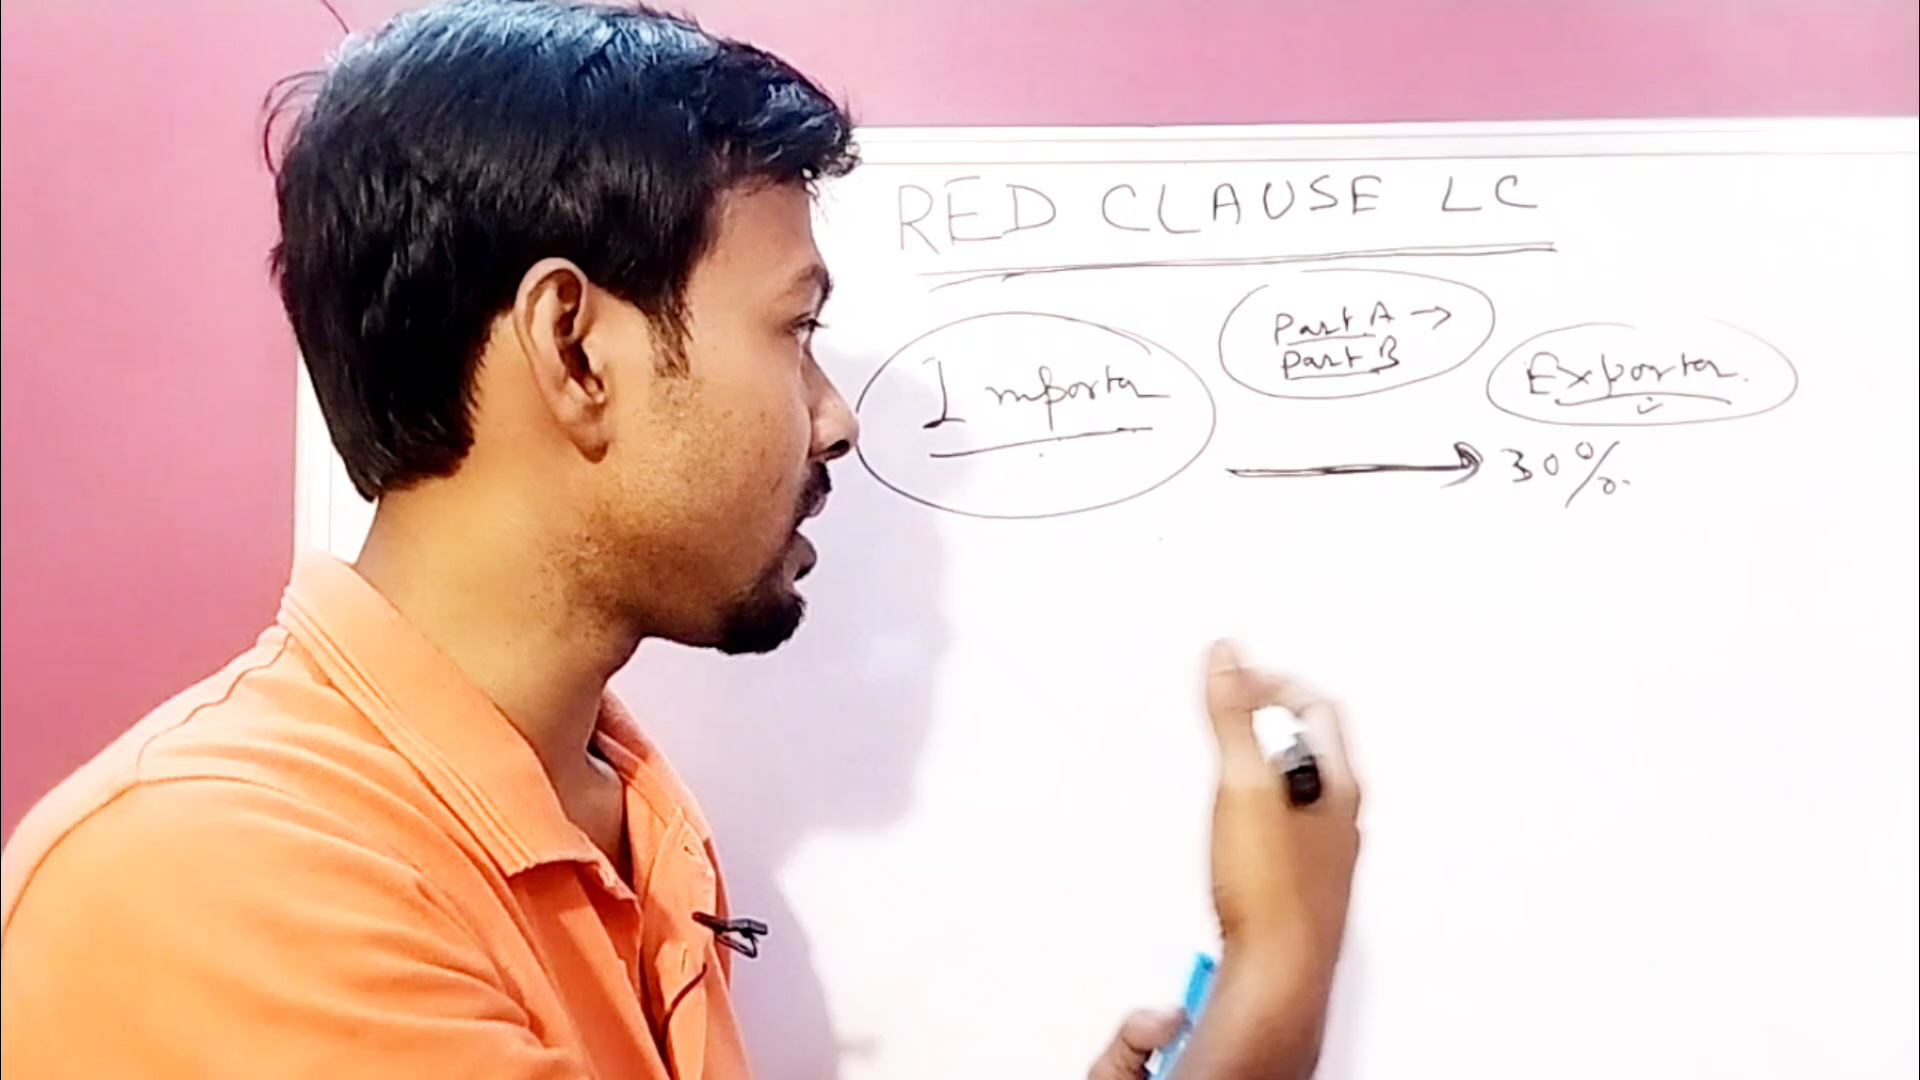 RED CLAUSE LC
Part A →
Part B
Importer
Exporter.
→ 30%.